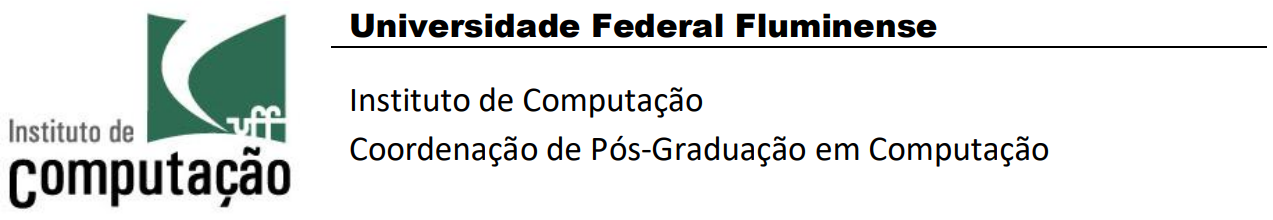 Instituto de
uff
computação
Universidade Federal Fluminense
Instituto de Computação
Coordenação de Pós-Graduação em Computação